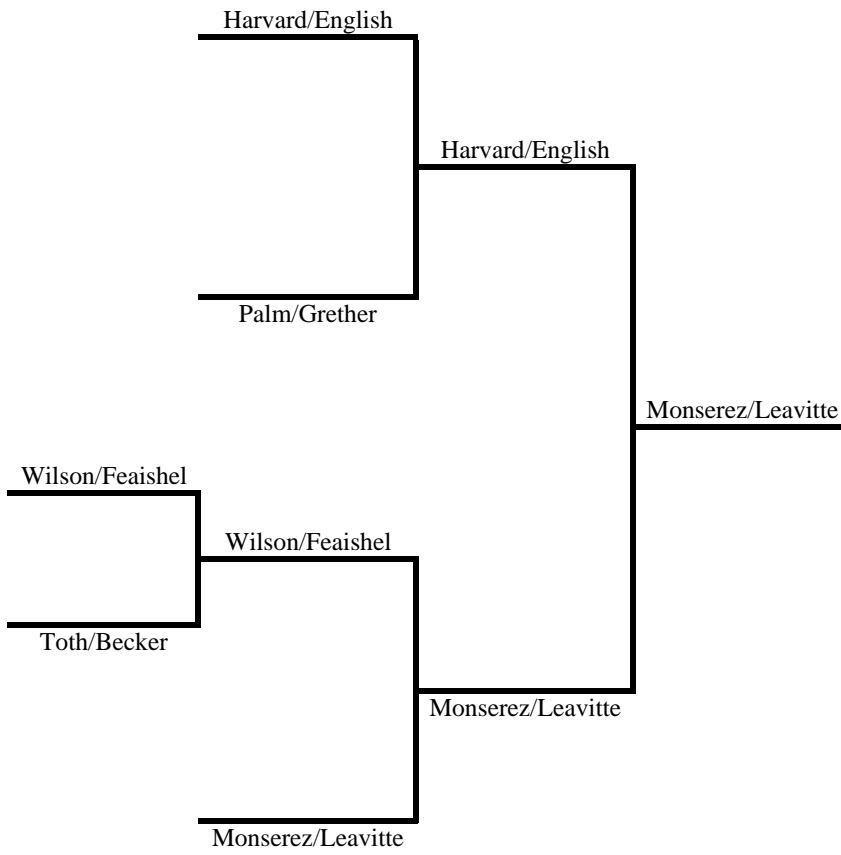 Harvard/English
Harvard/English
Palm/Grether
Monserez/Leavitte
Wilson/Feaishel
Wilson/Feaishel
Toth/Becker
Monserez/Leavitte
Monserez/Leavitte